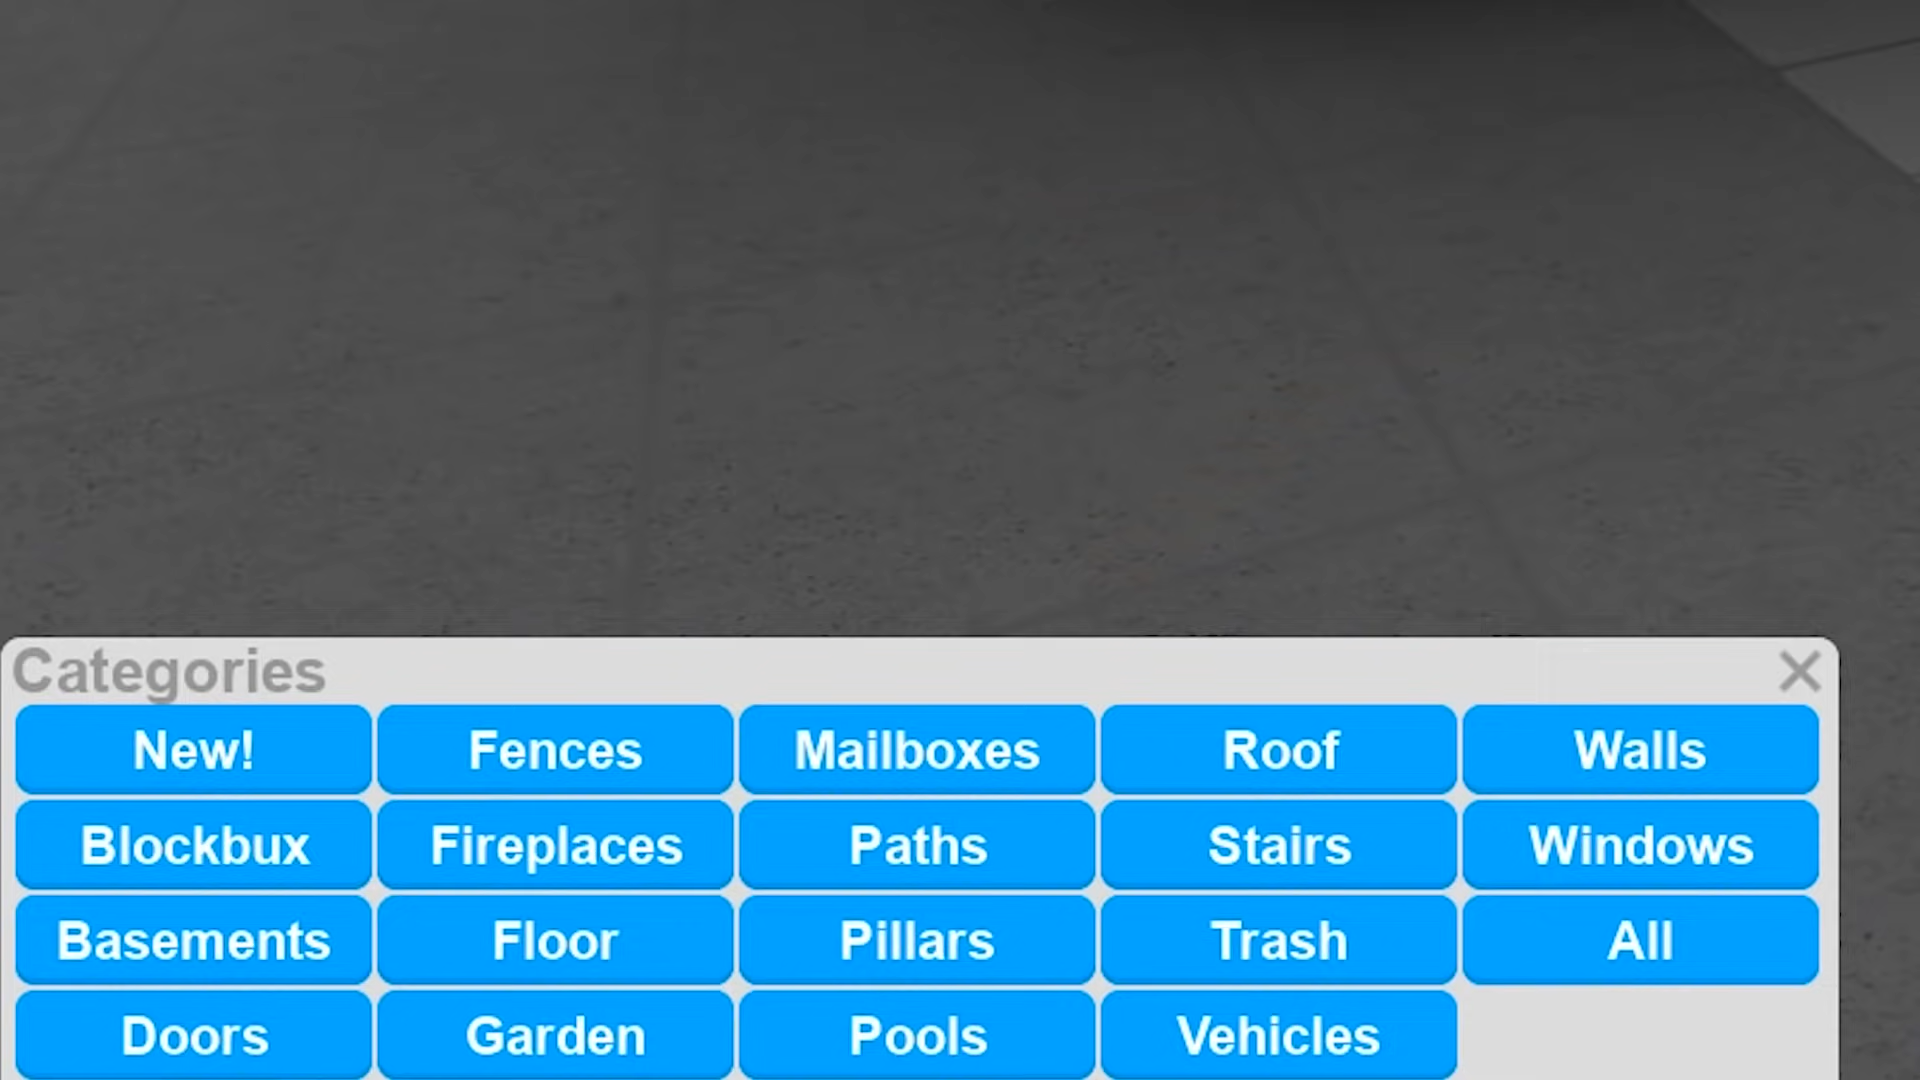 Categories
New! Fences Mailboxes Roof Walls
Blockbux Fireplaces Paths Stairs Windows
Basements Floor Pillars Trash All
Doors Garden Pools Vehicles